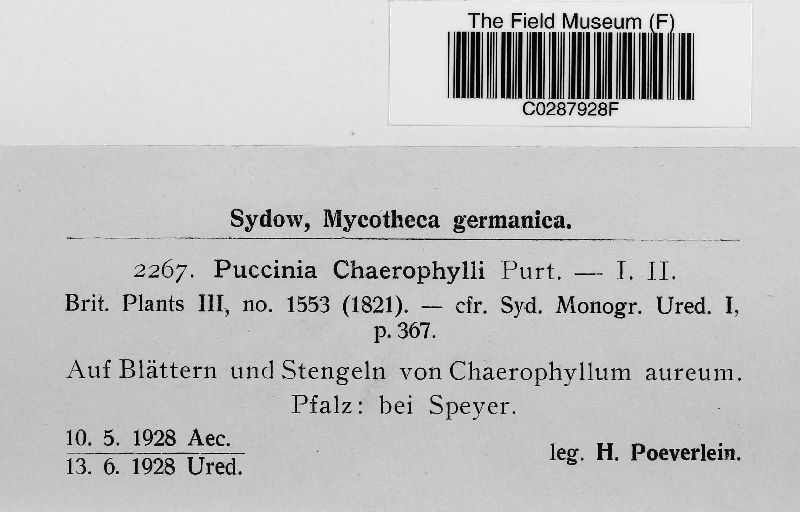 The Field Museum (F)
C0287928F
Sydow, Mycotheca germanica.
2267. Puccinia Chaerophylli Purt. — I. II.
Brit. Plants III, no. 1553 (1821). — cfr. Syd. Monogr. Ured. I,
p. 367.
Auf Blättern und Stengeln von Chaerophyllum aureum.
Pfalz: bei Speyer.
10. 5. 1928 Aec.
13. 6. 1928 Ured.
leg. H. Poeverlein.